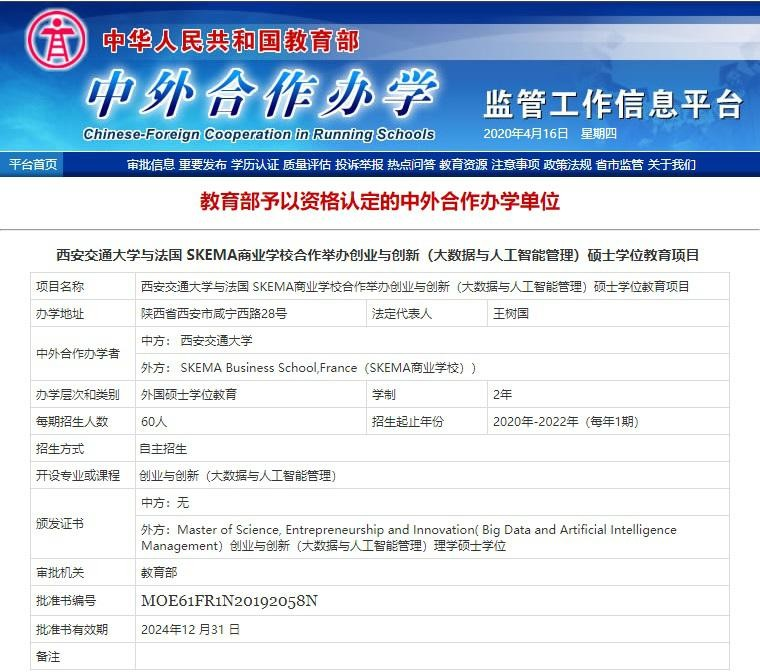 中华人民共和国教育部
中外合作办学
Chinese-Foreign Cooperation in Running Schools
监管工作信息平台
2020年4月16日 星期四
平台首页 审批信息 重要发布 学历认证 质量评估 投诉举报 热点问答 教育资源 注意事项 政策法规 省市监管 关于我们
教育部予以资格认定的中外合作办学单位
西安交通大学与法国 SKEMA商业学校合作举办创业与创新（大数据与人工智能管理）硕士学位教育项目
项目名称 西安交通大学与法国 SKEMA商业学校合作举办创业与创新（大数据与人工智能管理）硕士学位教育项目
办学地址 陕西省西安市咸宁西路28号 法定代表人 王树国
中外合作办学者
中方： 西安交通大学
外方： SKEMA Business School,France（SKEMA商业学校））
办学层次和类别 外国硕士学位教育 学制 2年
每期招生人数 60人 招生起止年份 2020年-2022年（每年1期）
招生方式 自主招生
开设专业或课程 创业与创新（大数据与人工智能管理）
颁发证书
中方：无
外方：Master of Science, Entrepreneurship and Innovation( Big Data and Artificial Intelligence
Management）创业与创新（大数据与人工智能管理）理学硕士学位
审批机关 教育部
批准书编号 MOE61FR1N20192058N
批准书有效期 2024年12 月31 日
备注